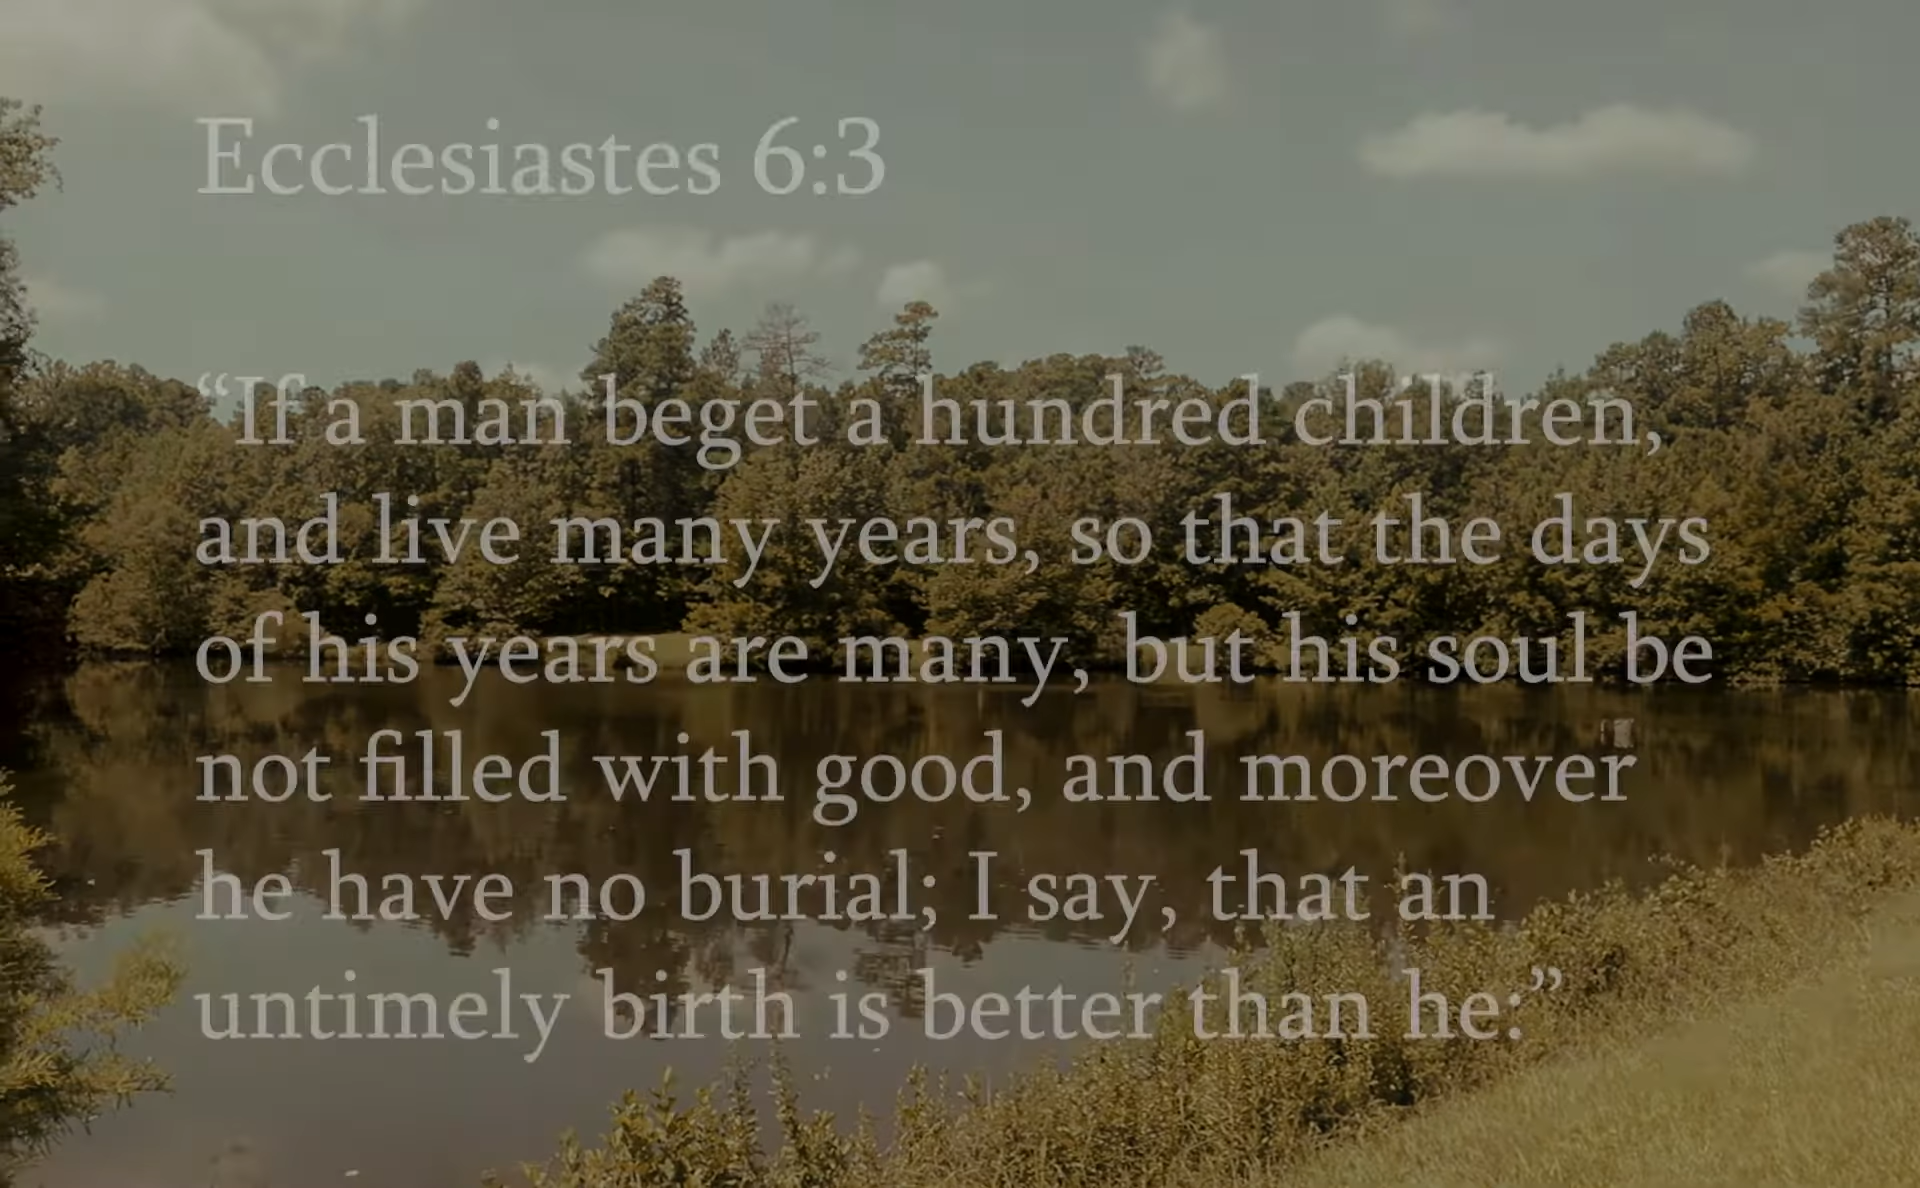 Ecclesiastes 6:3
“If a man beget a hundred children,
and live many years, so that the days
of his years are many, but his soul be
not filled with good, and moreover
he have no burial; I say, that an
untimely birth is better than he:”